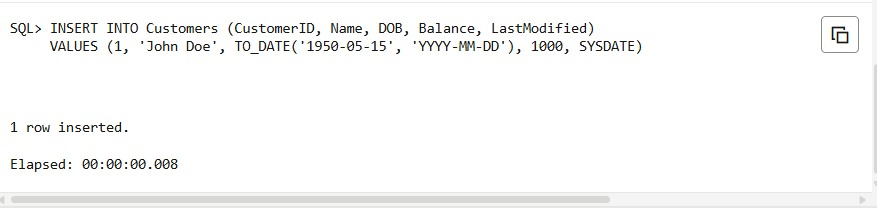 SQL> INSERT INTO Customers (CustomerID, Name, DOB, Balance, LastModified)
VALUES (1, 'John Doe', TO_DATE('1950-05-15', 'YYYY-MM-DD'), 1000, SYSDATE)
1 row inserted.
Elapsed: 00:00:00.008